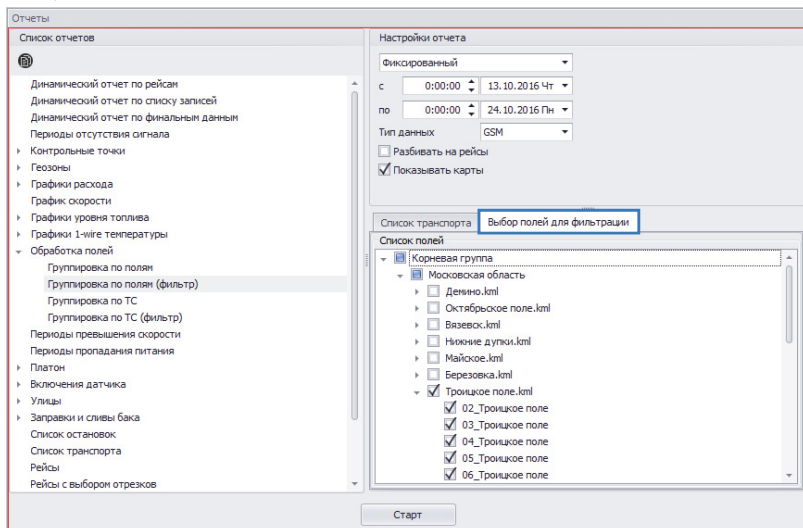 Отчеты
Список отчетов
Динамический отчет по рейсам
Динамический отчет по списку записей
Динамический отчет по финальным данным
Периоды отсутствия сигнала
Контрольные точки
Геозоны
Графики расхода
График скорости
Графики уровня топлива
Графики 1-wire температуры
Обработка полей
Группировка по полям
Группировка по полям (фильтр)
Группировка по ТС
Группировка по ТС (фильтр)
Периоды превышения скорости
Периоды пропадания питания
Платон
Включения датчика
Улицы
Заправки и сливы бака
Список остановок
Список транспорта
Рейсы
Рейсы с выбором отрезков
Настройки отчета
Фиксированный
с 0:00:00 13.10.2016 Чт
по 0:00:00 24.10.2016 Пн
Тип данных GSM
Разбивать на рейсы
Показывать карты
Список транспорта Выбор полей для фильтрации
Список полей
Корневая группа
Московская область
Демино.kml
Октябрьское поле.kml
Вязевск.kml
Нижние дупки.kml
Майское.kml
Березовка.kml
Троицкое поле.kml
02_Троицкое поле
03_Троицкое поле
04_Троицкое поле
05_Троицкое поле
06_Троицкое поле
Старт